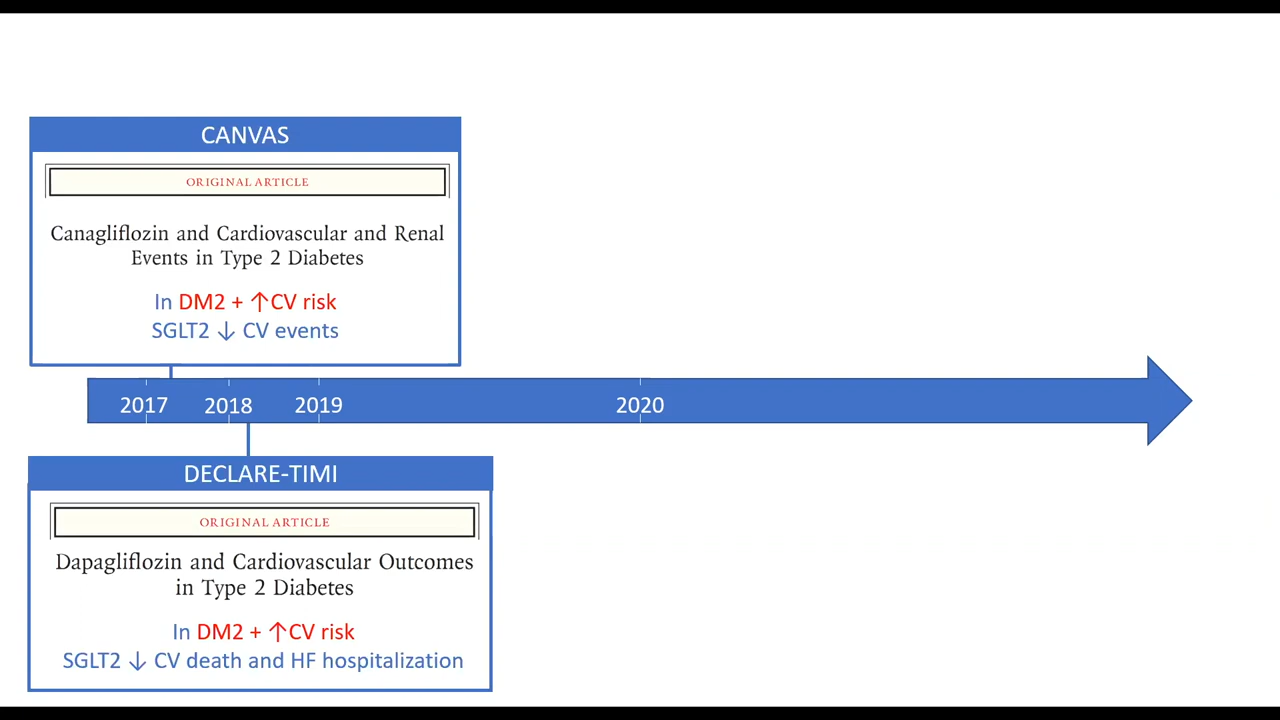 CANVAS
ORIGINAL ARTICLE
Canagliflozin and Cardiovascular and Renal
Events in Type 2 Diabetes
In DM2 + ↑CV risk
SGLT2 ↓ CV events
2017 2018 2019 2020
DECLARE-TIMI
ORIGINAL ARTICLE
Dapagliflozin and Cardiovascular Outcomes
in Type 2 Diabetes
In DM2 + ↑CV risk
SGLT2 ↓ CV death and HF hospitalization